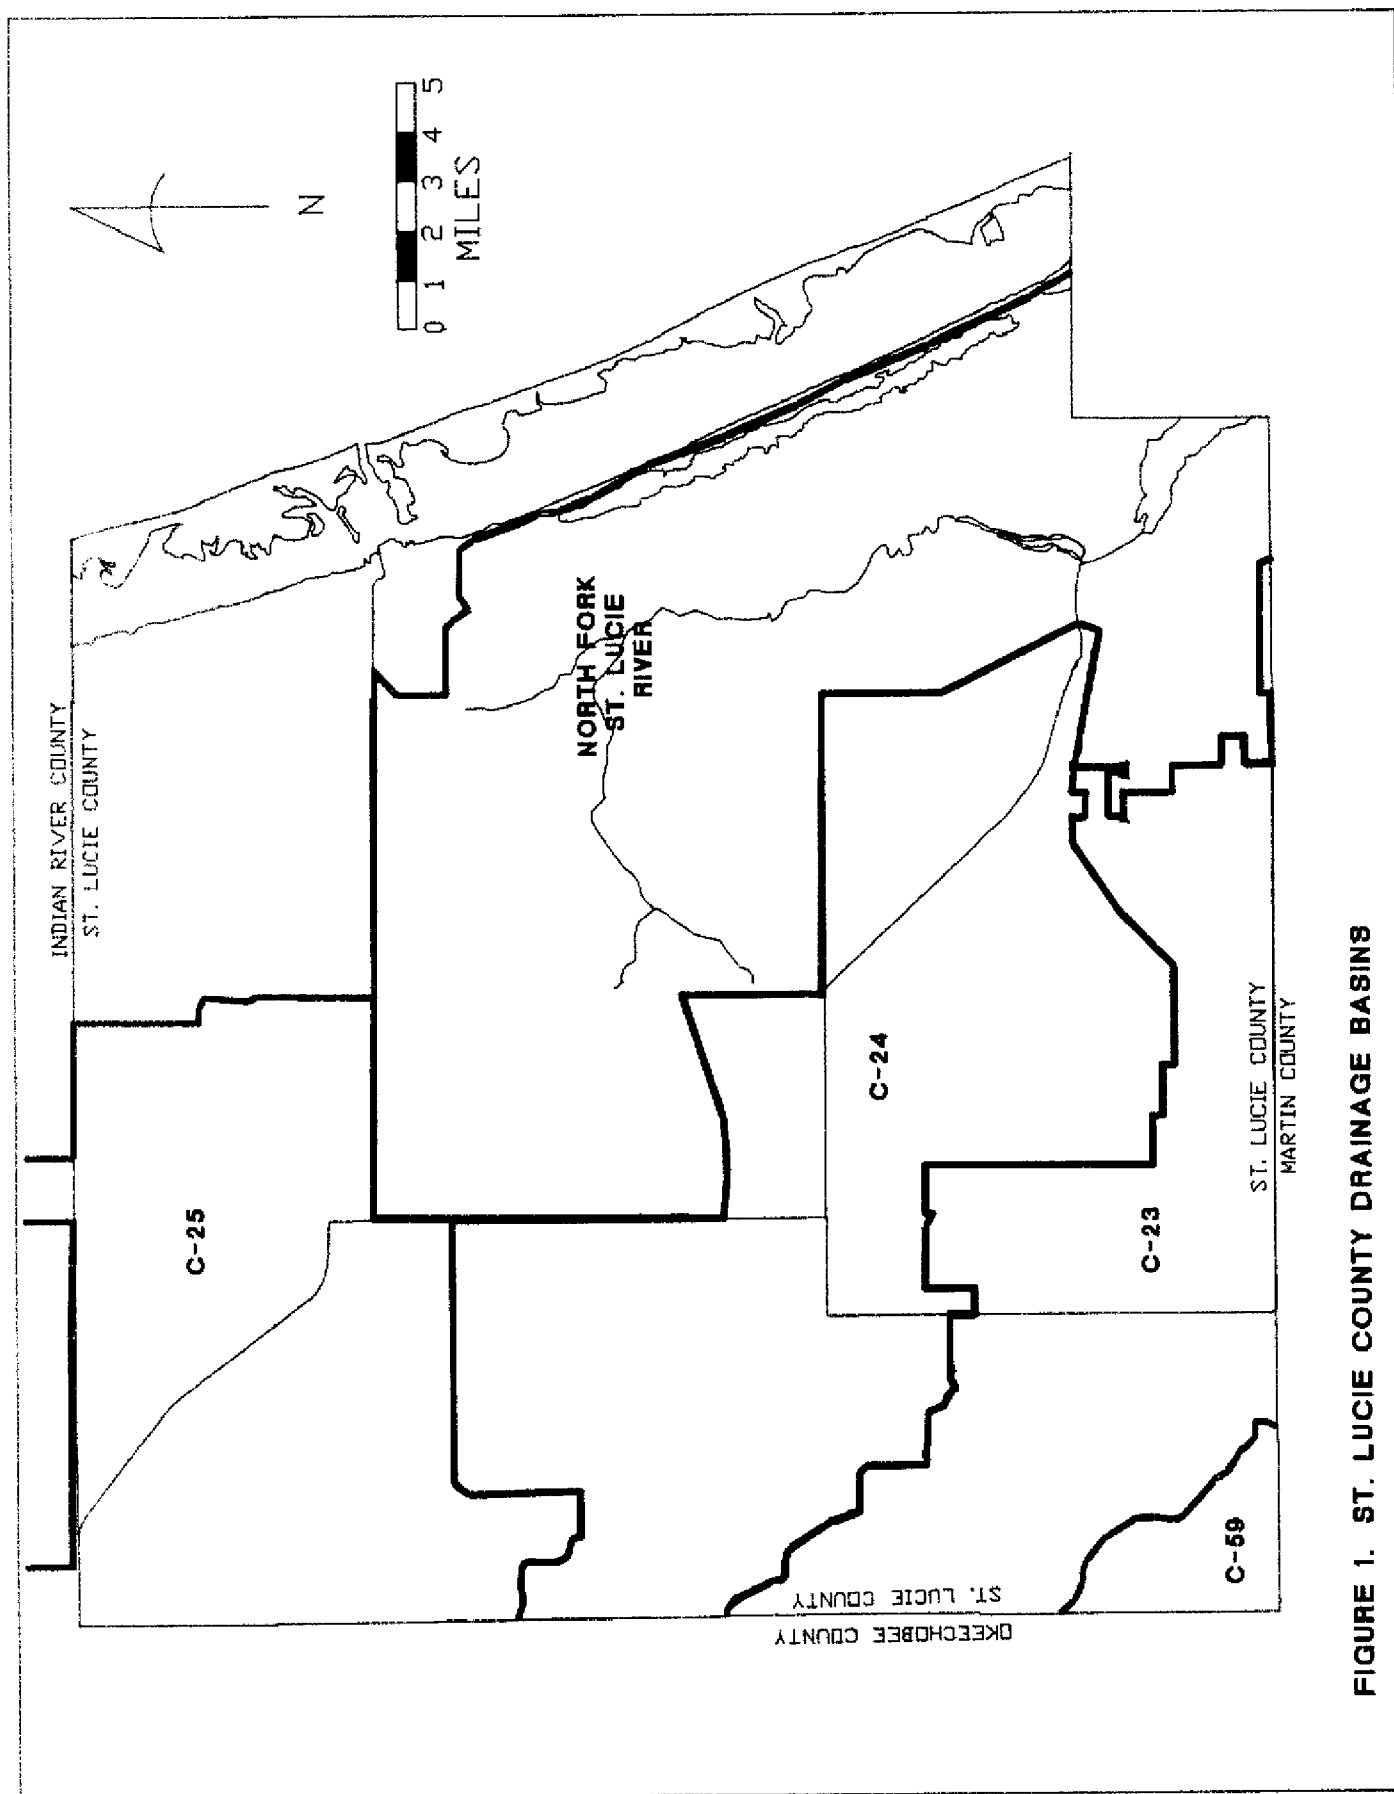 INDIAN RIVER COUNTY
ST. LUCIE COUNTY
N
0 1 2 3 4 5
MILES
C-25
NORTH FORK
ST. LUCIE
RIVER
C-24
C-23
C-59
OKEECHOBEE COUNTY
ST. LUCIE COUNTY
ST. LUCIE COUNTY
MARTIN COUNTY
FIGURE 1. ST. LUCIE COUNTY DRAINAGE BASINS